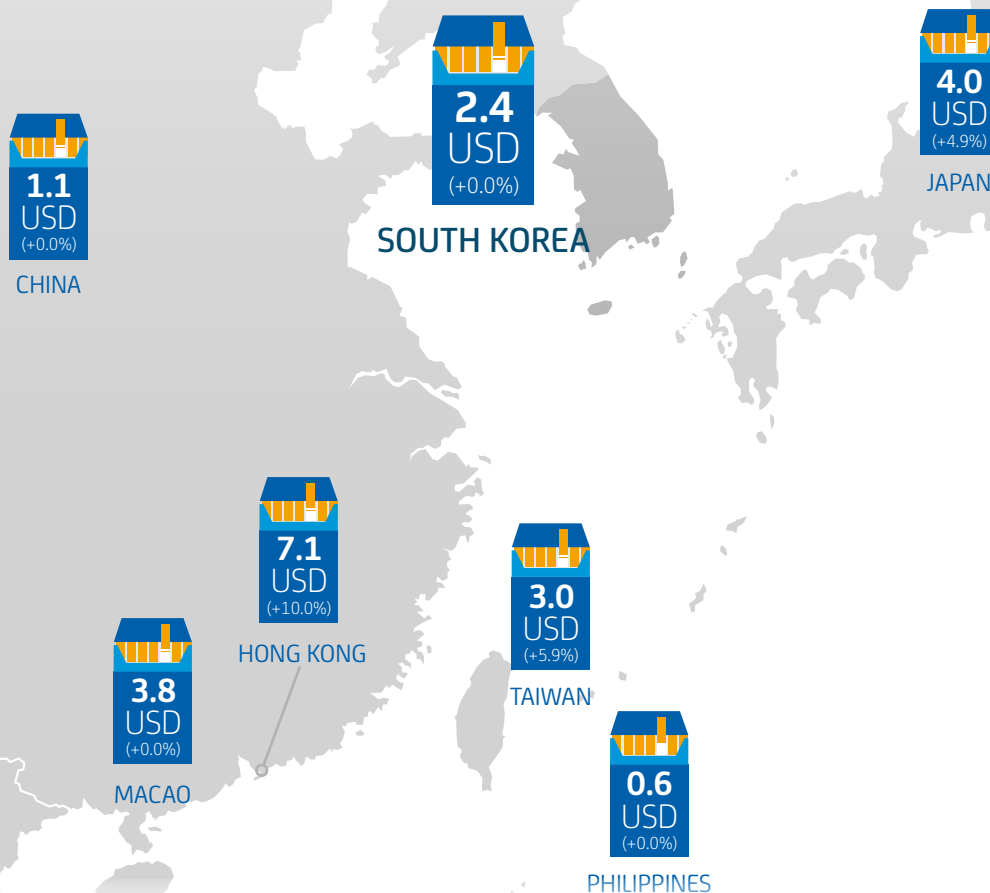 2.4
USD
(+0.0%)
SOUTH KOREA
4.0
USD
(+4.9%)
JAPAN
1.1
USD
(+0.0%)
CHINA
7.1
USD
(+10.0%)
HONG KONG
3.0
USD
(+5.9%)
TAIWAN
3.8
USD
(+0.0%)
MACAO
0.6
USD
(+0.0%)
PHILIPPINES